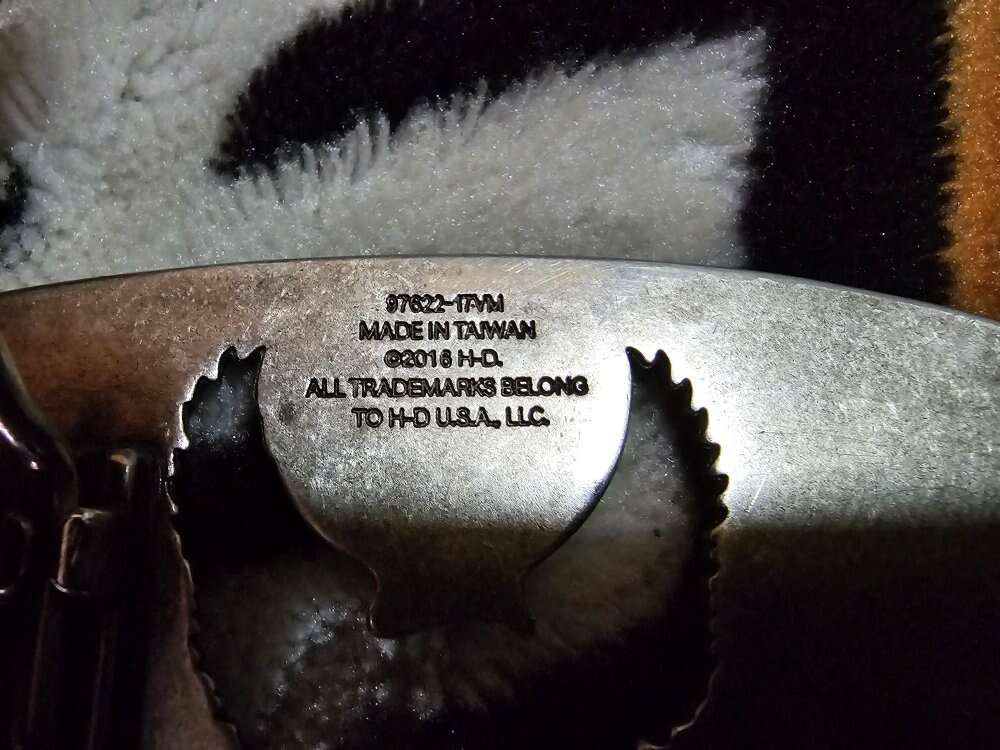 97622-17VM
MADE IN TAIWAN
©2016 H-D.
ALL TRADEMARKS BELONG
TO H-D U.S.A., LLC.